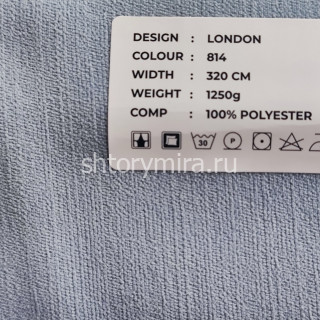 DESIGN : LONDON
COLOUR : 814
WIDTH : 320 CM
WEIGHT : 1250g
COMP : 100% POLYESTER
30 P
shtorymira.ru